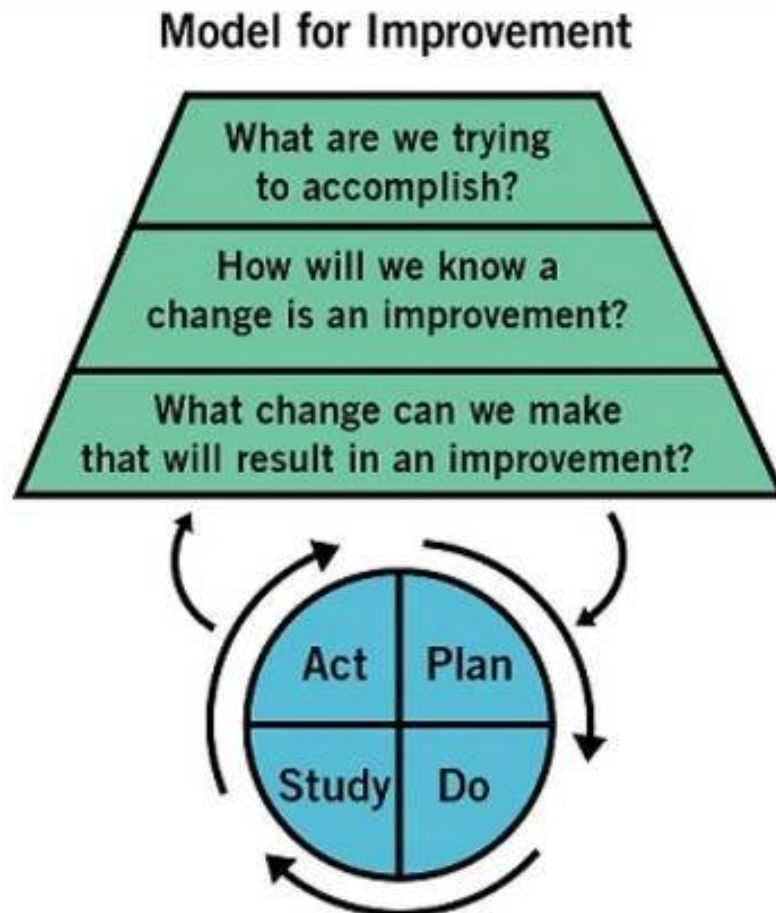 Model for Improvement
What are we trying
to accomplish?
How will we know a
change is an improvement?
What change can we make
that will result in an improvement?
Act
Plan
Study
Do